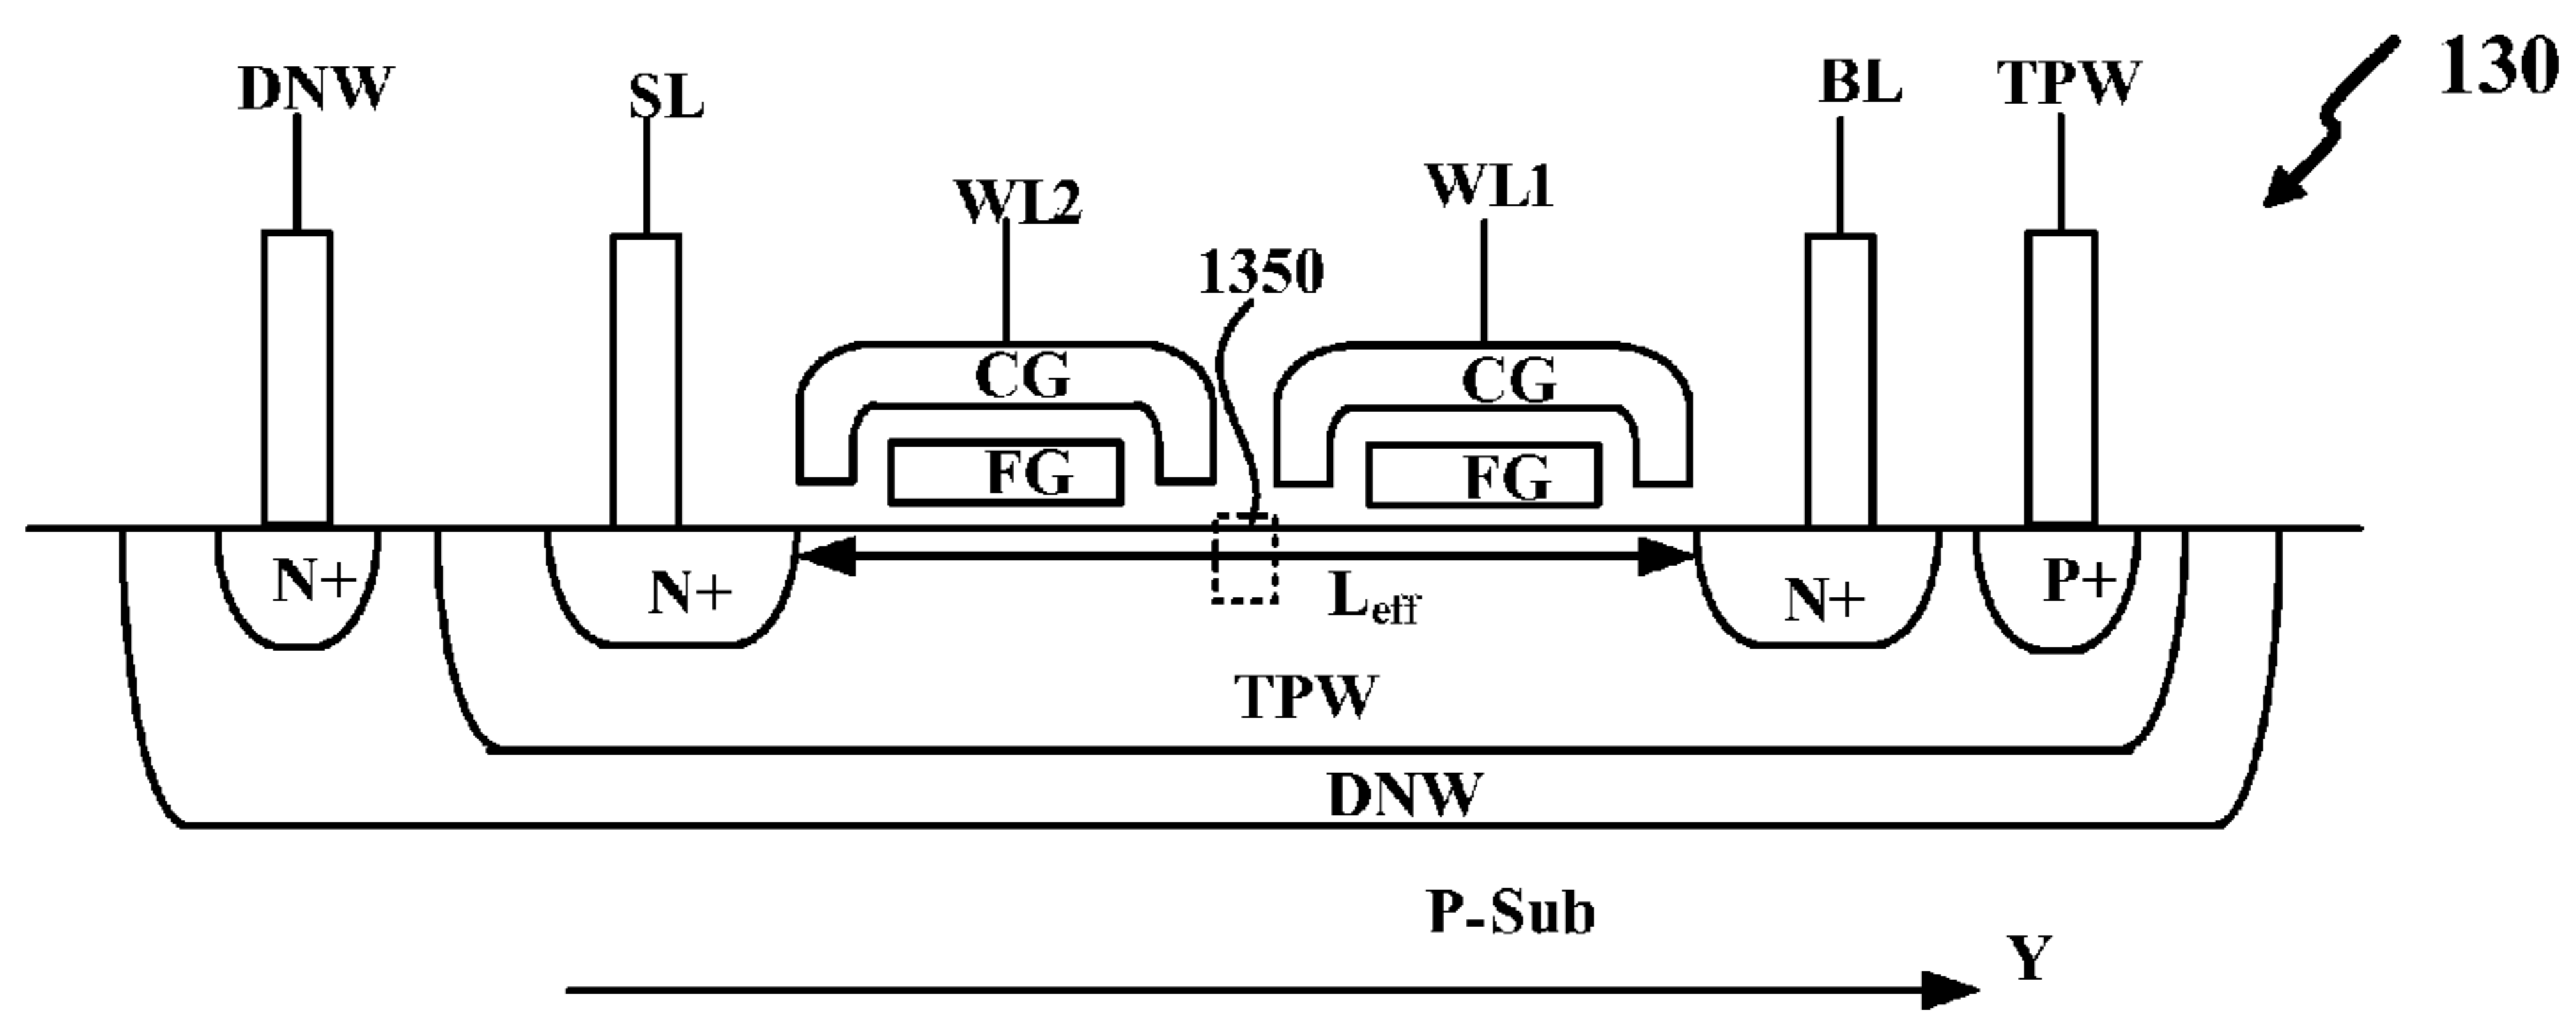 DNW SL BL TPW 130
WL2 WL1
1350
CG CG
FG FG
N+ N+ Leff N+ P+
TPW
DNW
P-Sub
Y